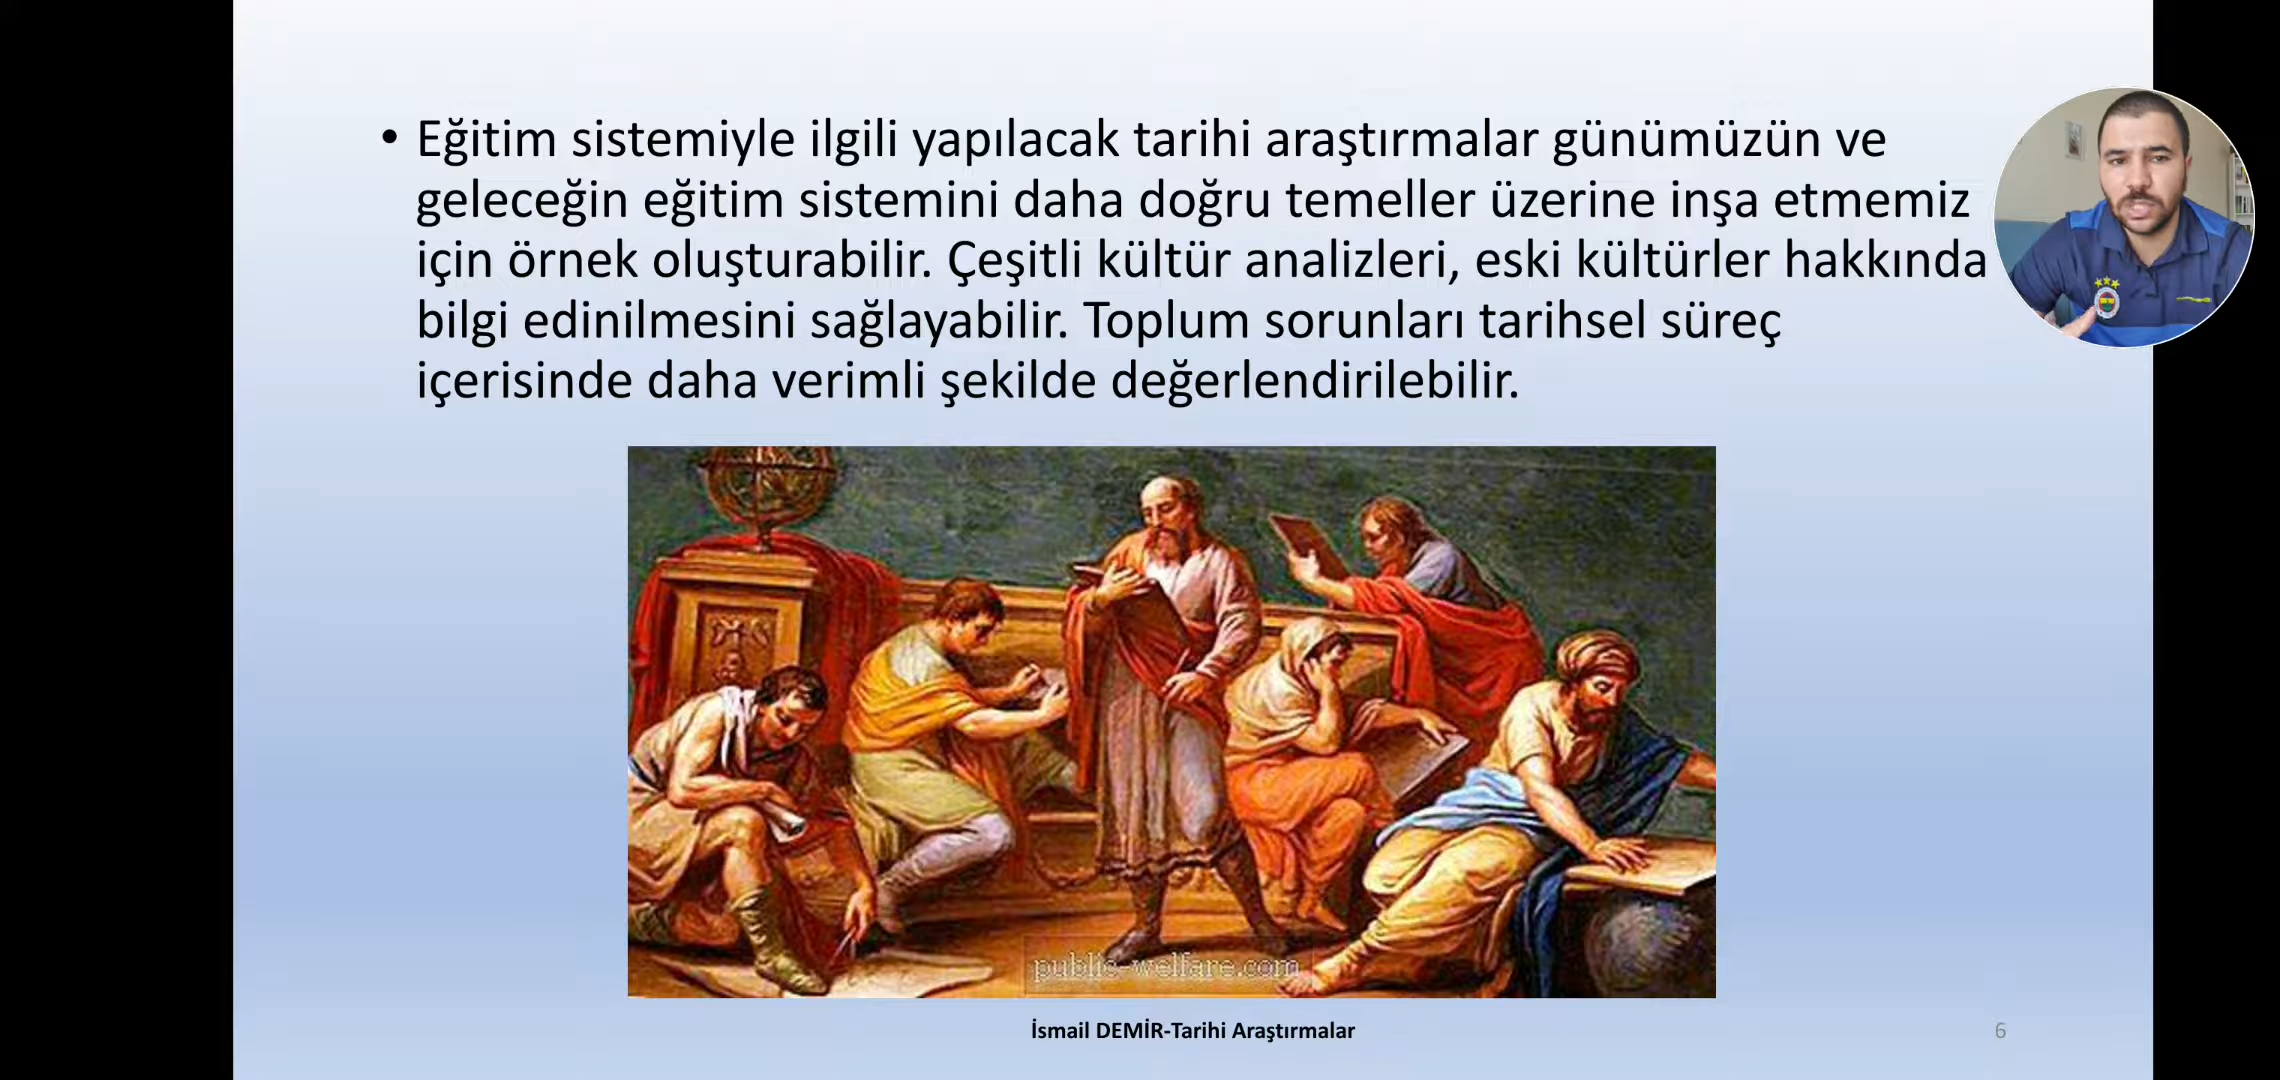 • Eğitim sistemiyle ilgili yapılacak tarihi araştırmalar günümüzün ve
geleceğin eğitim sistemini daha doğru temeller üzerine inşa etmemiz
için örnek oluşturabilir. Çeşitli kültür analizleri, eski kültürler hakkında
bilgi edinilmesini sağlayabilir. Toplum sorunları tarihsel süreç
içerisinde daha verimli şekilde değerlendirilebilir.
public-welfare.com
İsmail DEMİR-Tarihi Araştırmalar
6